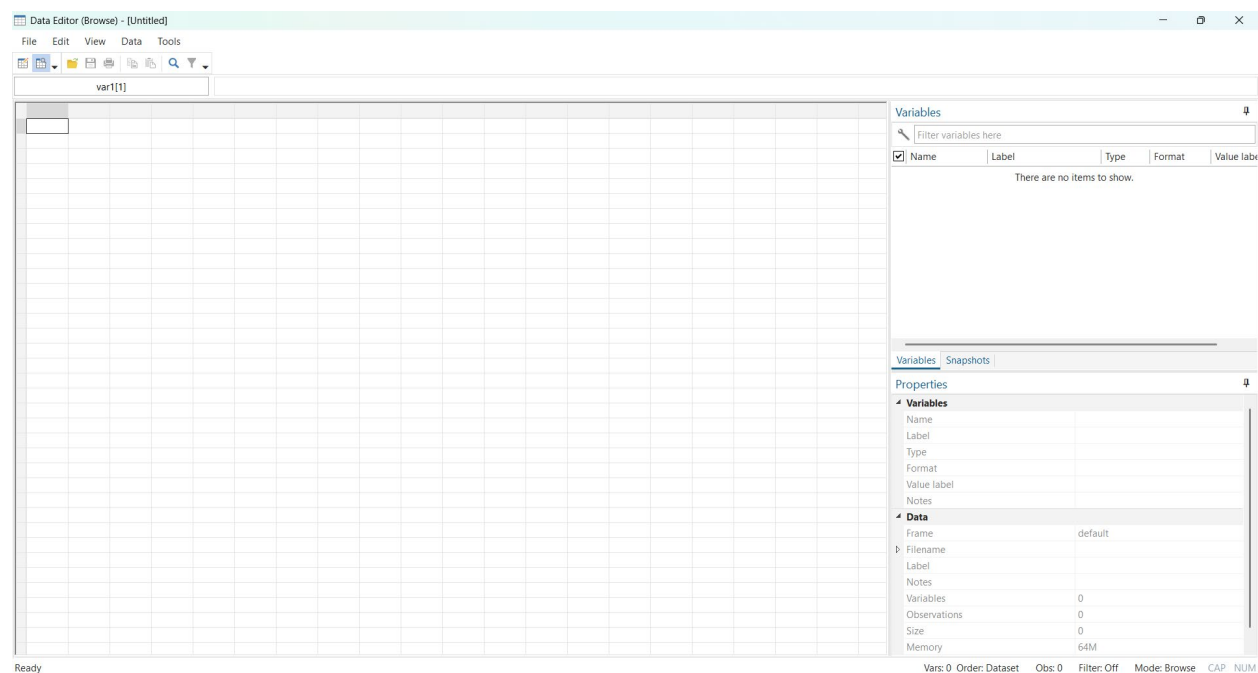 Data Editor (Browse) - [Untitled]
File Edit View Data Tools
var1[1]
Variables
Filter variables here
Name Label Type Format Value labe
There are no items to show.
Variables Snapshots
Properties
Variables
Name
Label
Type
Format
Value label
Notes
Data
Frame default
Filename
Label
Notes
Variables 0
Observations 0
Size 0
Memory 64M
Ready Vars: 0 Order: Dataset Obs: 0 Filter: Off Mode: Browse CAP NUM